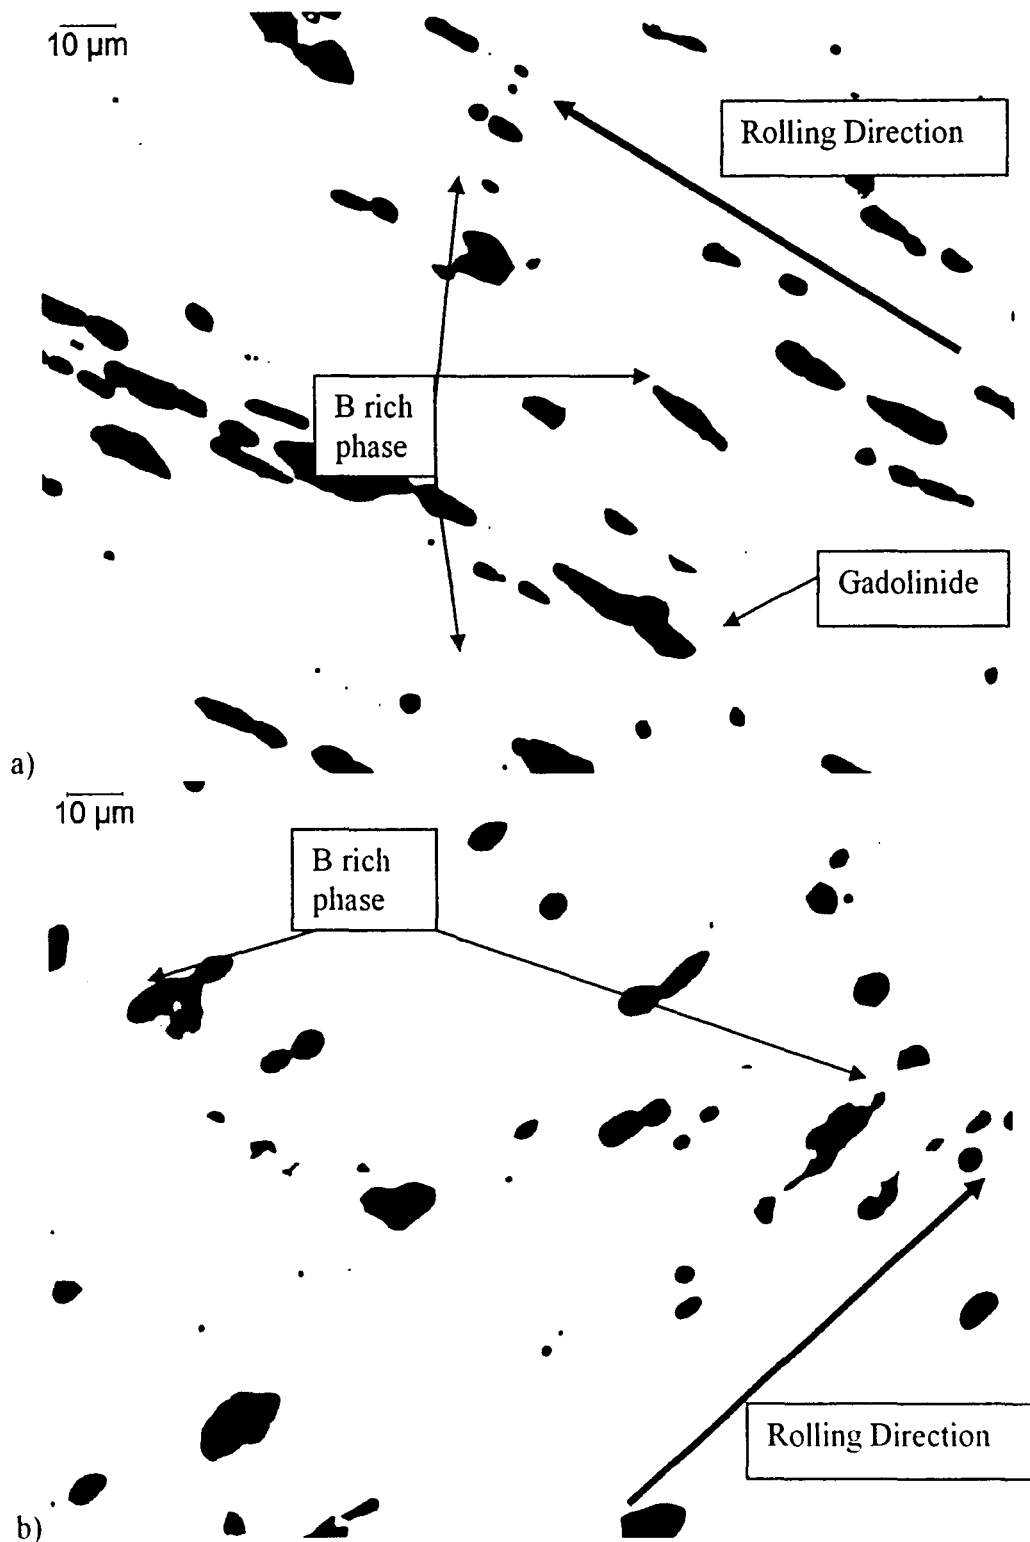 10 µm
Rolling Direction
B rich
phase
Gadolinide
a)
10 µm
B rich
phase
Rolling Direction
b)